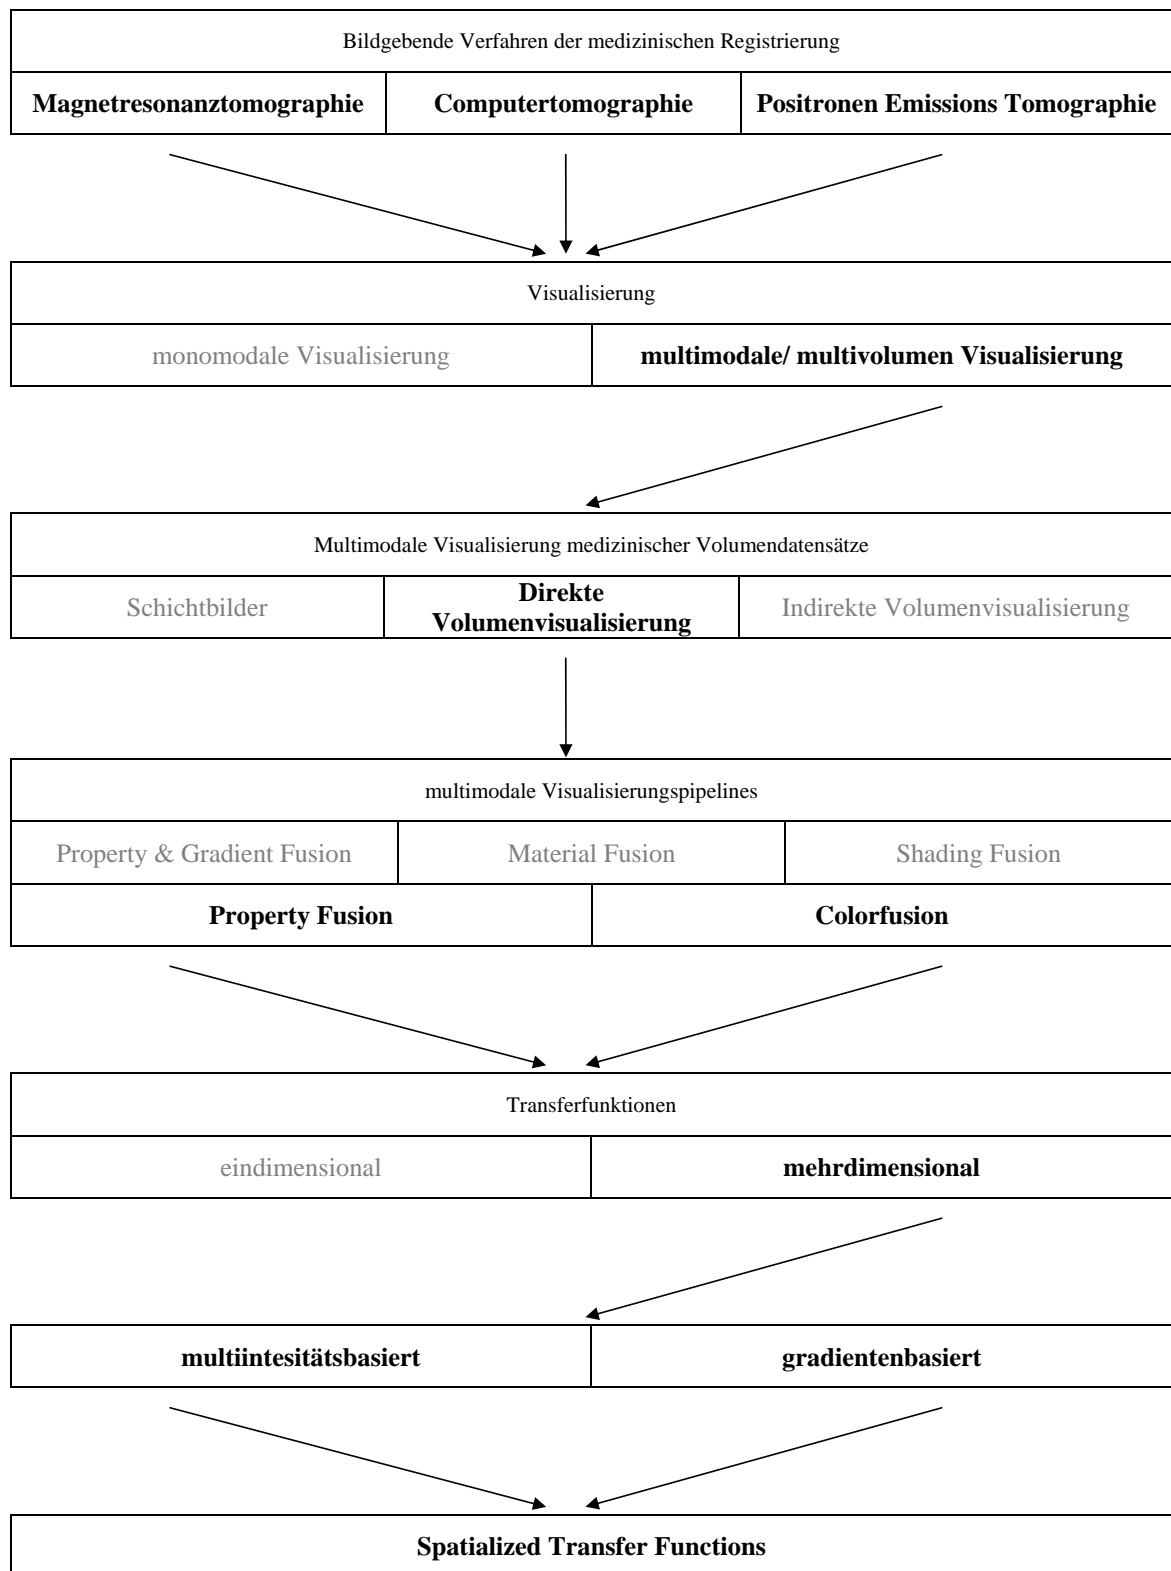 Bildgebende Verfahren der medizinischen Registrierung
Magnetresonanztomographie
Computertomographie
Positronen Emissions Tomographie
Visualisierung
monomodale Visualisierung
multimodale/ multivolumen Visualisierung
Multimodale Visualisierung medizinischer Volumendatensätze
Schichtbilder
Direkte
Volumenvisualisierung
Indirekte Volumenvisualisierung
multimodale Visualisierungspipelines
Property & Gradient Fusion
Material Fusion
Shading Fusion
Property Fusion
Colorfusion
Transferfunktionen
eindimensional
mehrdimensional
multiintesitätsbasiert
gradientenbasiert
Spatialized Transfer Functions